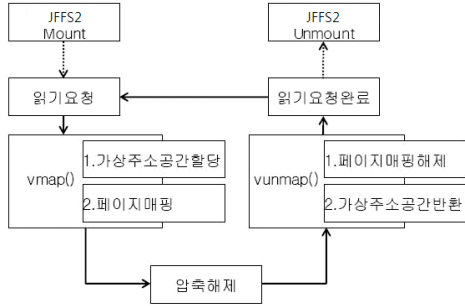 JFFS2
Mount
JFFS2
Unmount
읽기요청
읽기요청완료
vmap()
1.가상주소공간할당
2.페이지매핑
vunmap()
1.페이지매핑해제
2.가상주소공간반환
압축해제